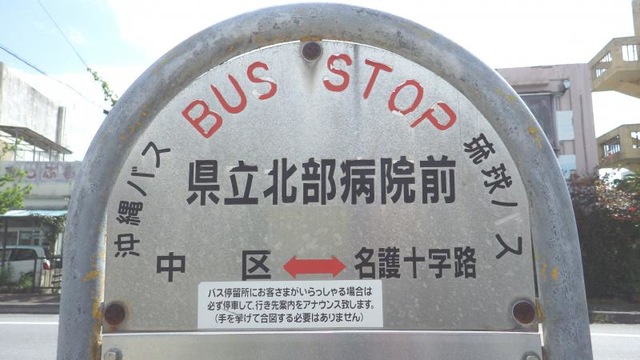 BUS STOP
沖縄バス
琉球バス
県立北部病院前
中 区 ↔ 名護十字路
バス停留所にお客さまがいらっしゃる場合は
必ず停車して、行き先案内をアナウンス致します。
(手を挙げて合図する必要はありません)